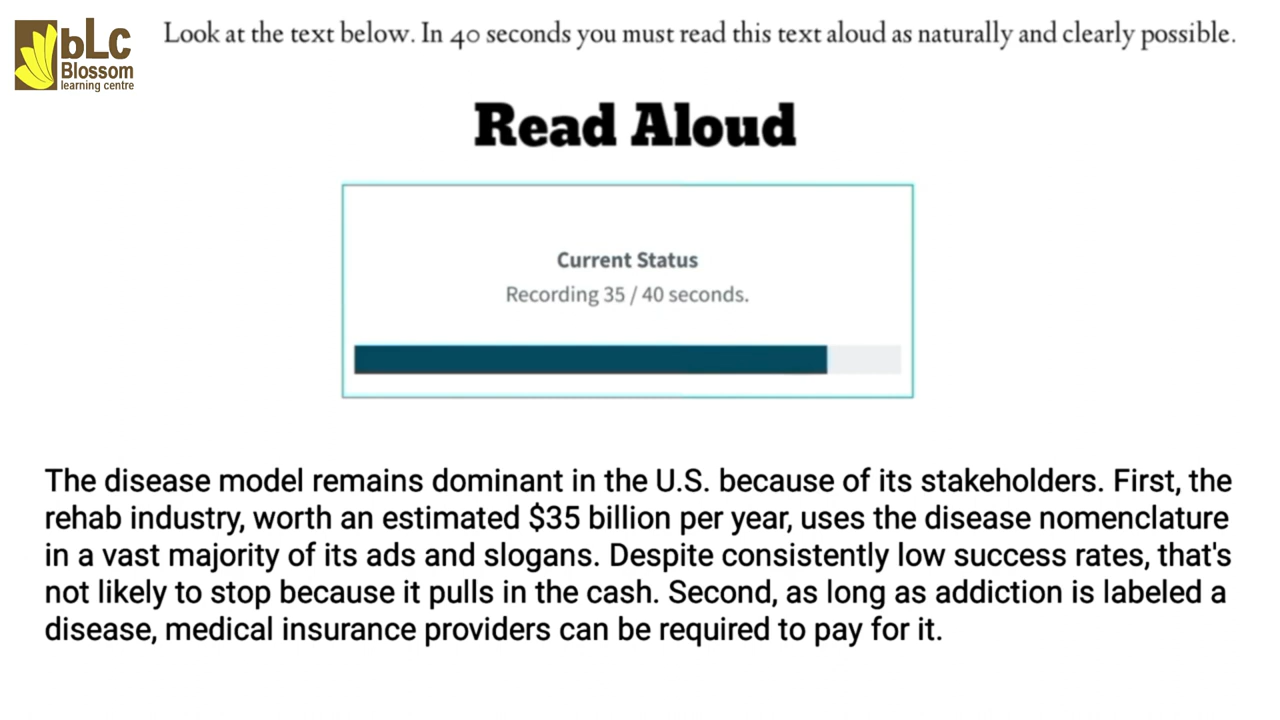 bLc
Blossom
learning centre
Look at the text below. In 40 seconds you must read this text aloud as naturally and clearly possible.
Read Aloud
Current Status
Recording 35 / 40 seconds.
The disease model remains dominant in the U.S. because of its stakeholders. First, the
rehab industry, worth an estimated $35 billion per year, uses the disease nomenclature
in a vast majority of its ads and slogans. Despite consistently low success rates, that's
not likely to stop because it pulls in the cash. Second, as long as addiction is labeled a
disease, medical insurance providers can be required to pay for it.